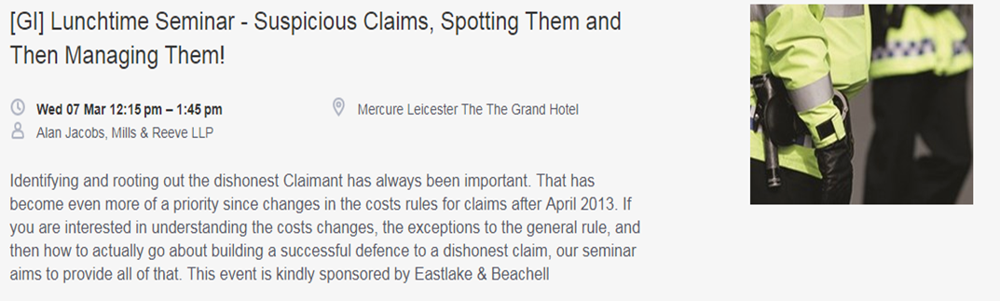 [GI] Lunchtime Seminar - Suspicious Claims, Spotting Them and
Then Managing Them!
Wed 07 Mar 12:15 pm – 1:45 pm
Mercure Leicester The The Grand Hotel
Alan Jacobs, Mills & Reeve LLP
Identifying and rooting out the dishonest Claimant has always been important. That has
become even more of a priority since changes in the costs rules for claims after April 2013. If
you are interested in understanding the costs changes, the exceptions to the general rule, and
then how to actually go about building a successful defence to a dishonest claim, our seminar
aims to provide all of that. This event is kindly sponsored by Eastlake & Beachell